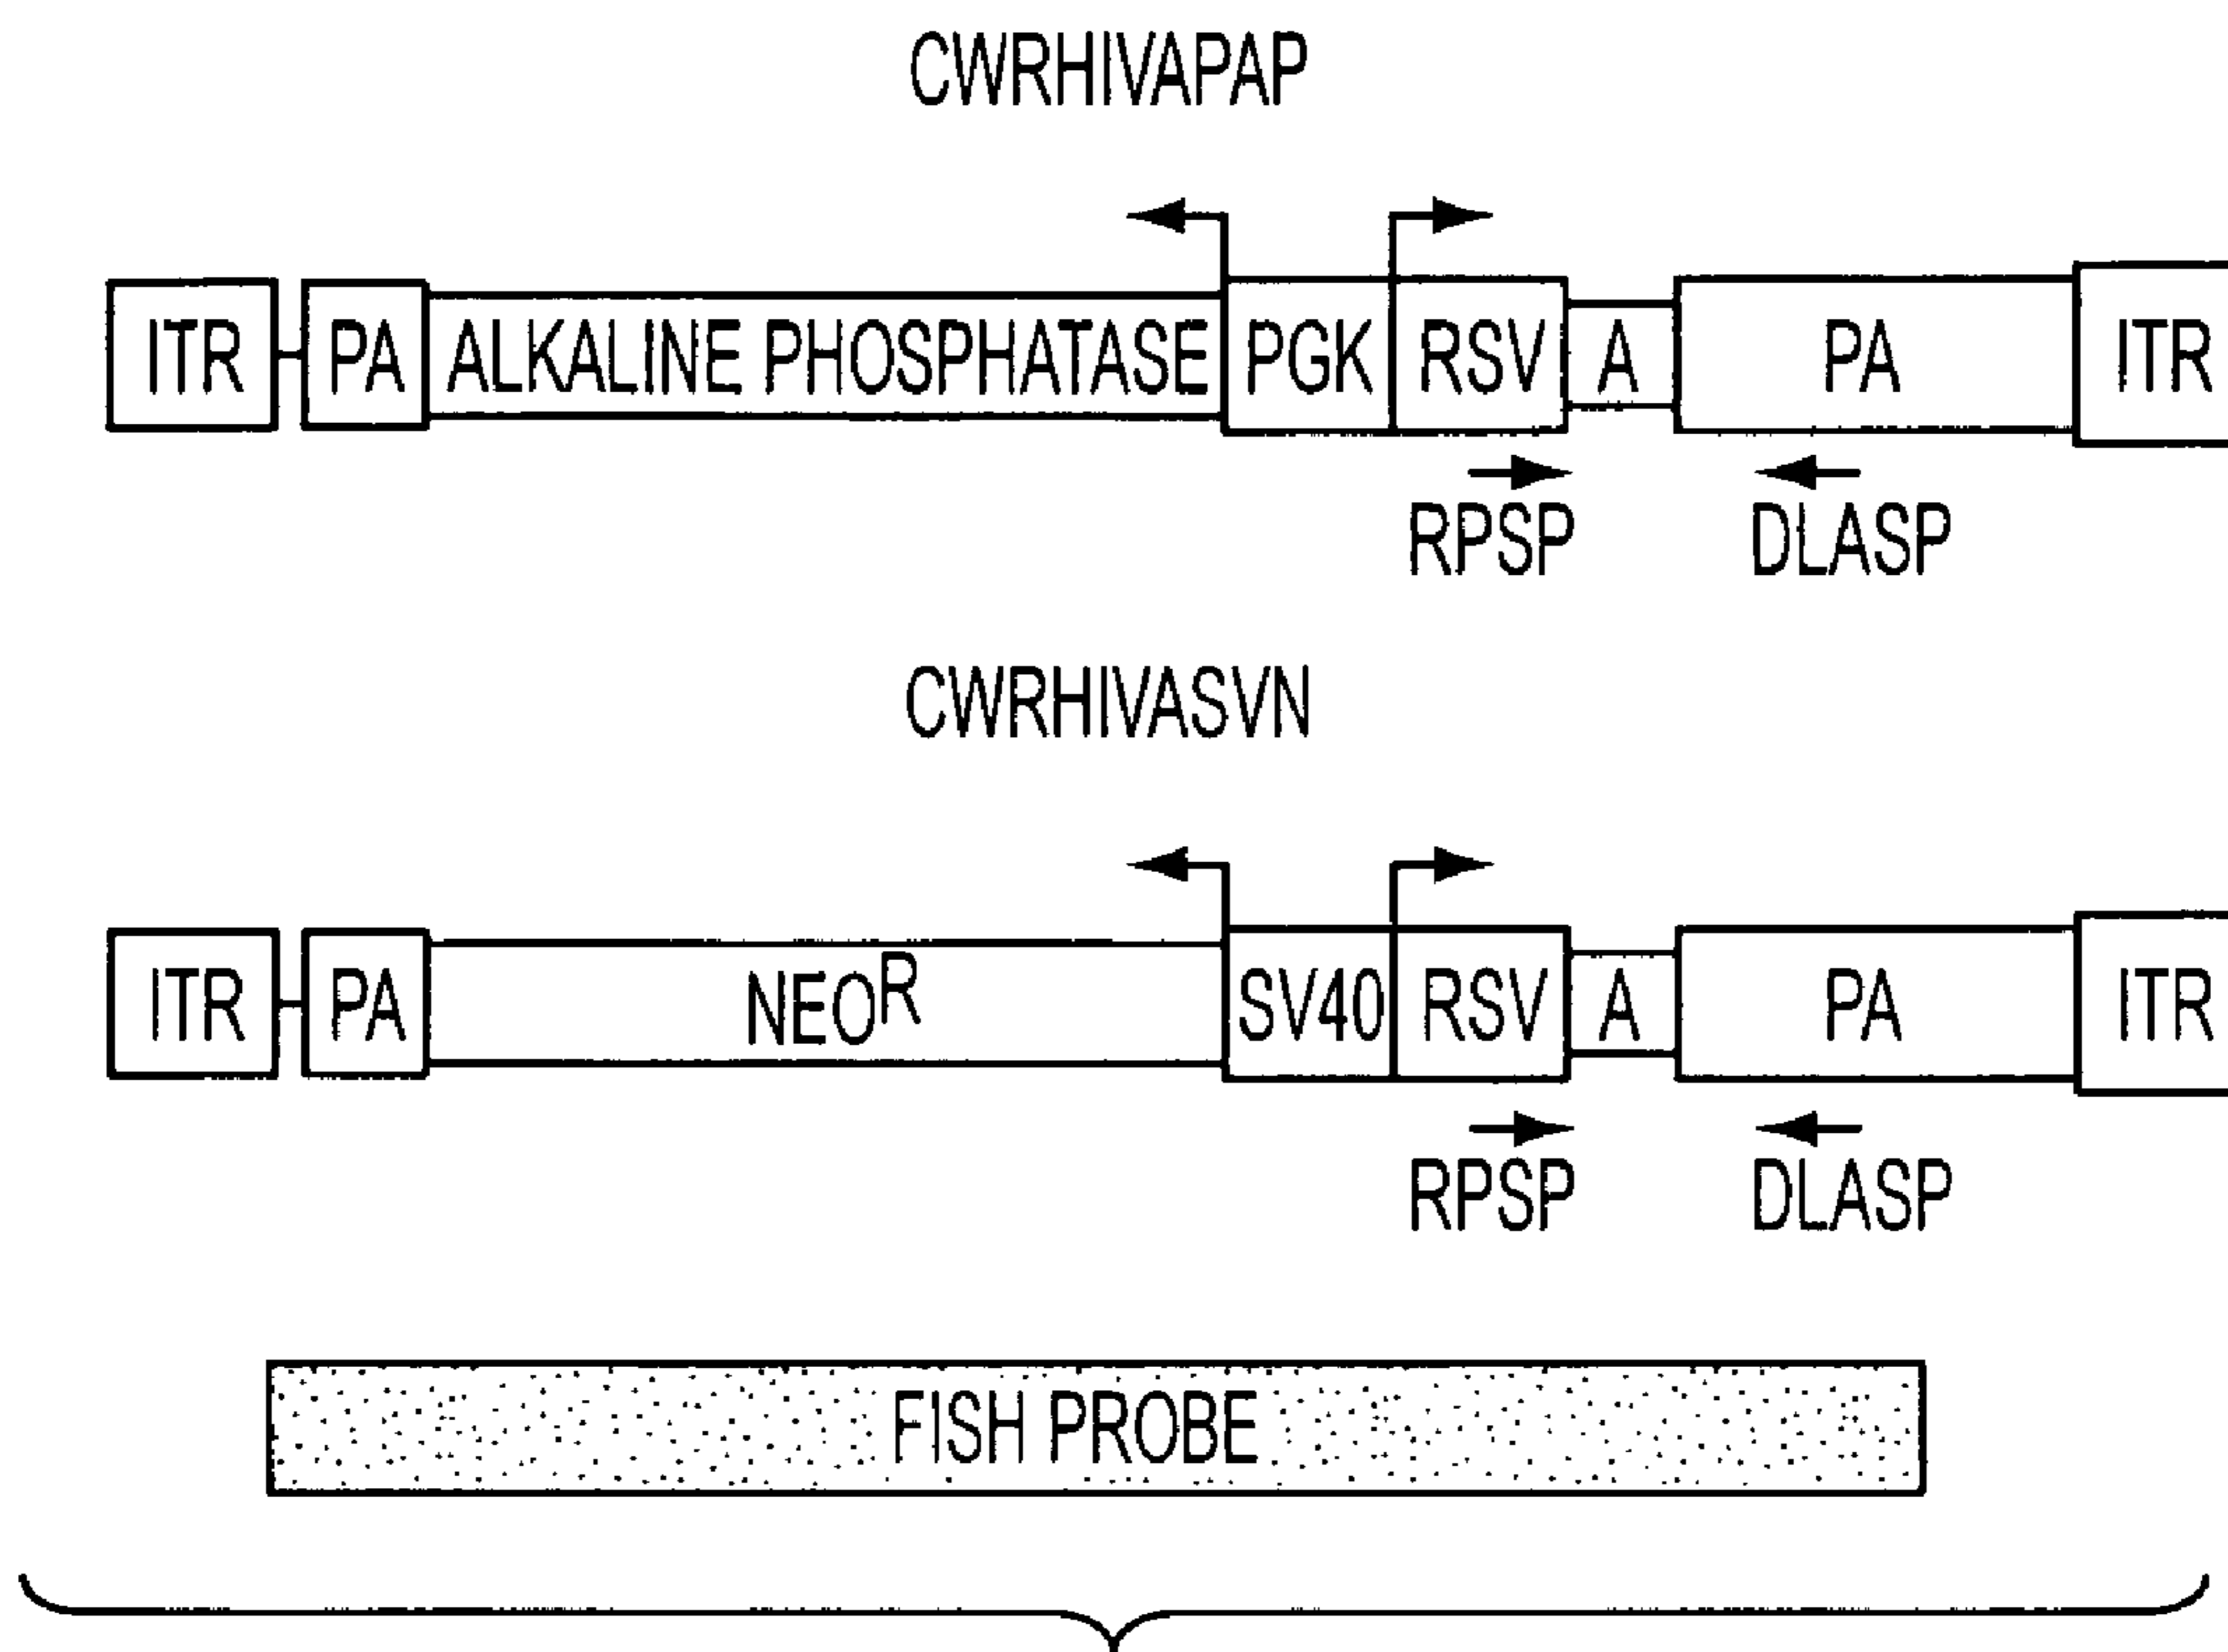 CWRHIVAPAP
ITR PA ALKALINE PHOSPHATASE PGK RSV A PA ITR
RPSP DLASP
CWRHIVASVN
ITR PA NEOR SV40 RSV A PA ITR
RPSP DLASP
FISH PROBE